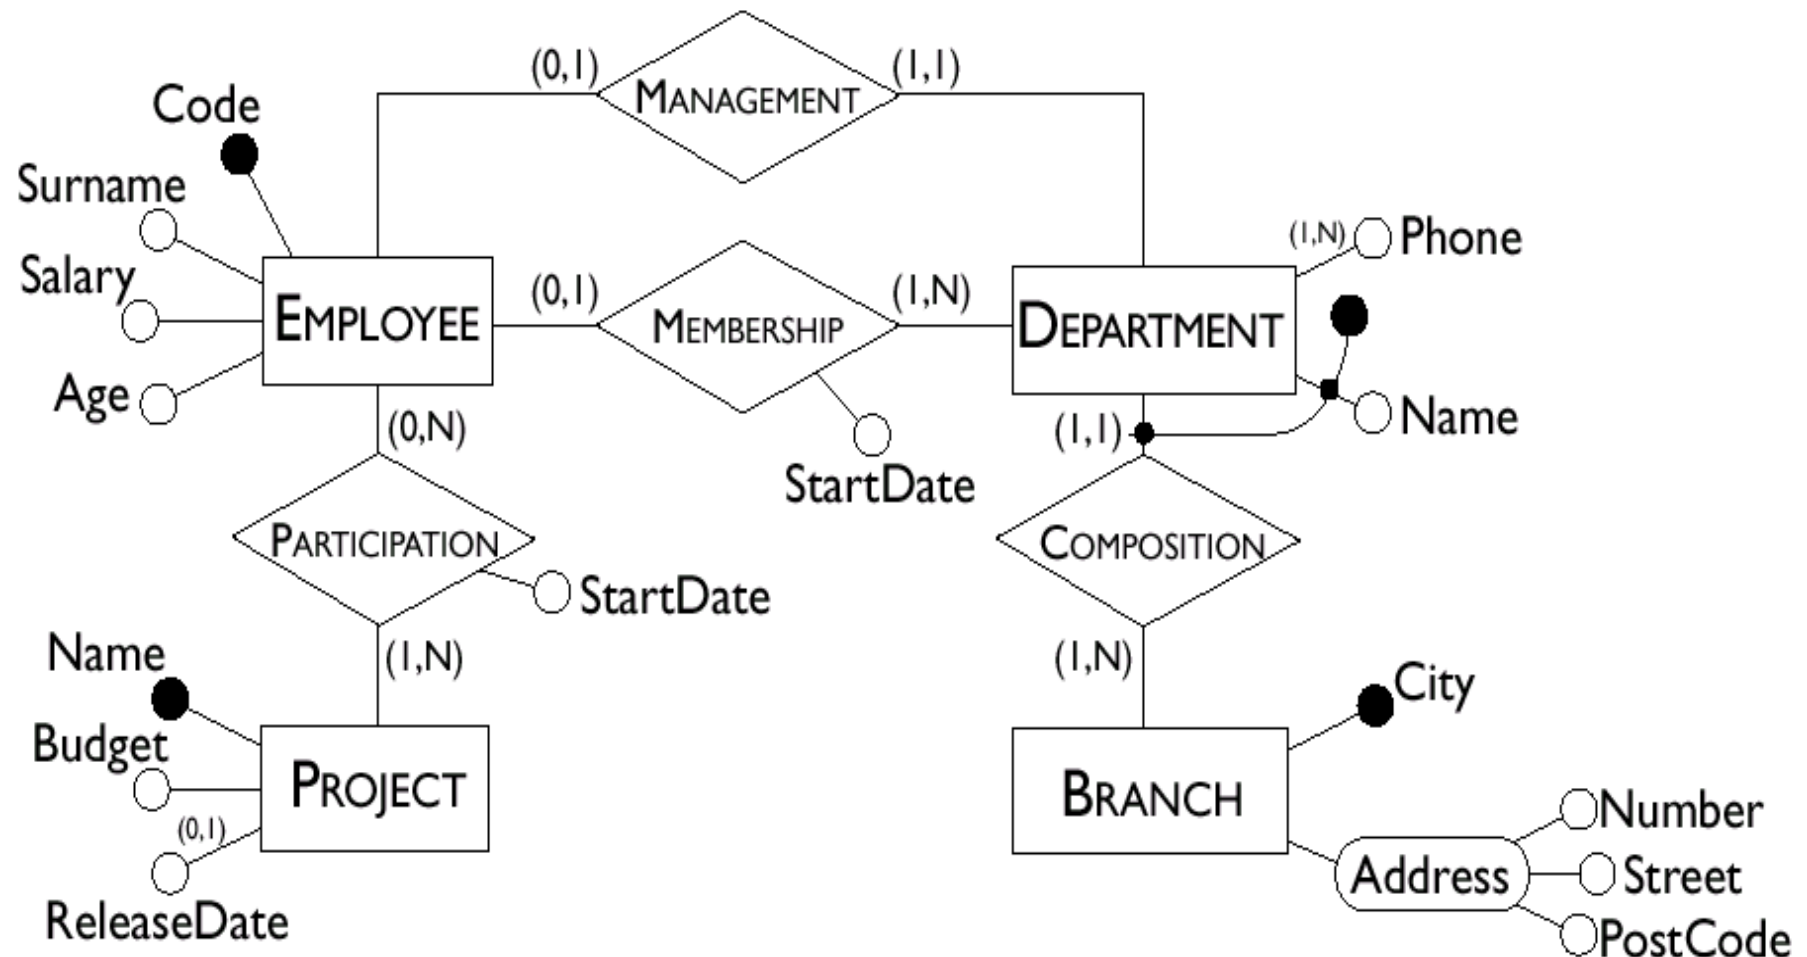 (0,1)
MANAGEMENT
(1,1)
Code
Surname
Salary
Age
EMPLOYEE
(0,1)
MEMBERSHIP
(1,N)
StartDate
DEPARTMENT
(1,N)
Phone
Name
(0,N)
PARTICIPATION
StartDate
(1,N)
(1,1)
COMPOSITION
(1,N)
Name
Budget
(0,1)
ReleaseDate
PROJECT
BRANCH
City
Address
Number
Street
PostCode